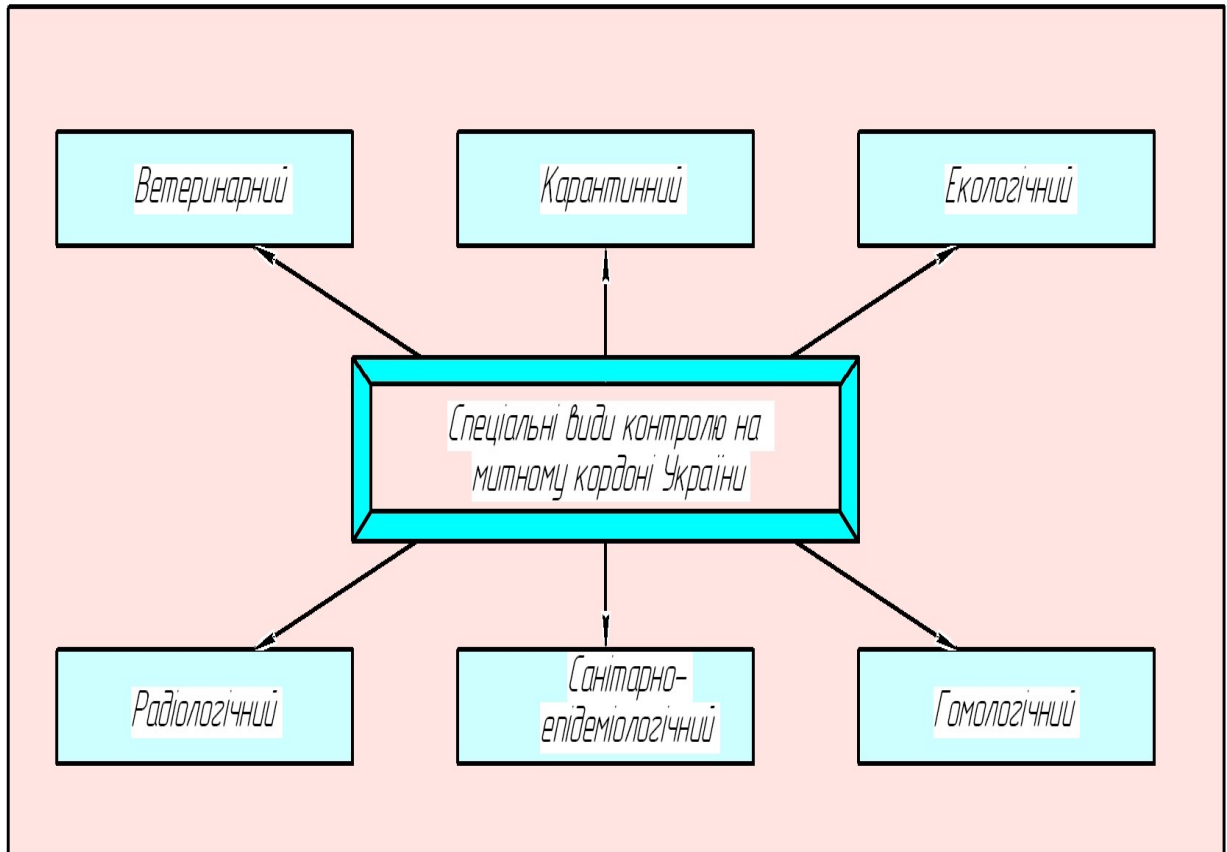 Ветеринарний
Карантинний
Екологічний
Спеціальні види контролю на
митному кордоні України
Радіологічний
Санітарно-
епідеміологічний
Гомологічний